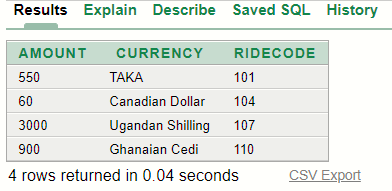 Results Explain Describe Saved SQL History
AMOUNT CURRENCY RIDECODE
550 TAKA 101
60 Canadian Dollar 104
3000 Ugandan Shilling 107
900 Ghanaian Cedi 110
4 rows returned in 0.04 seconds CSV Export